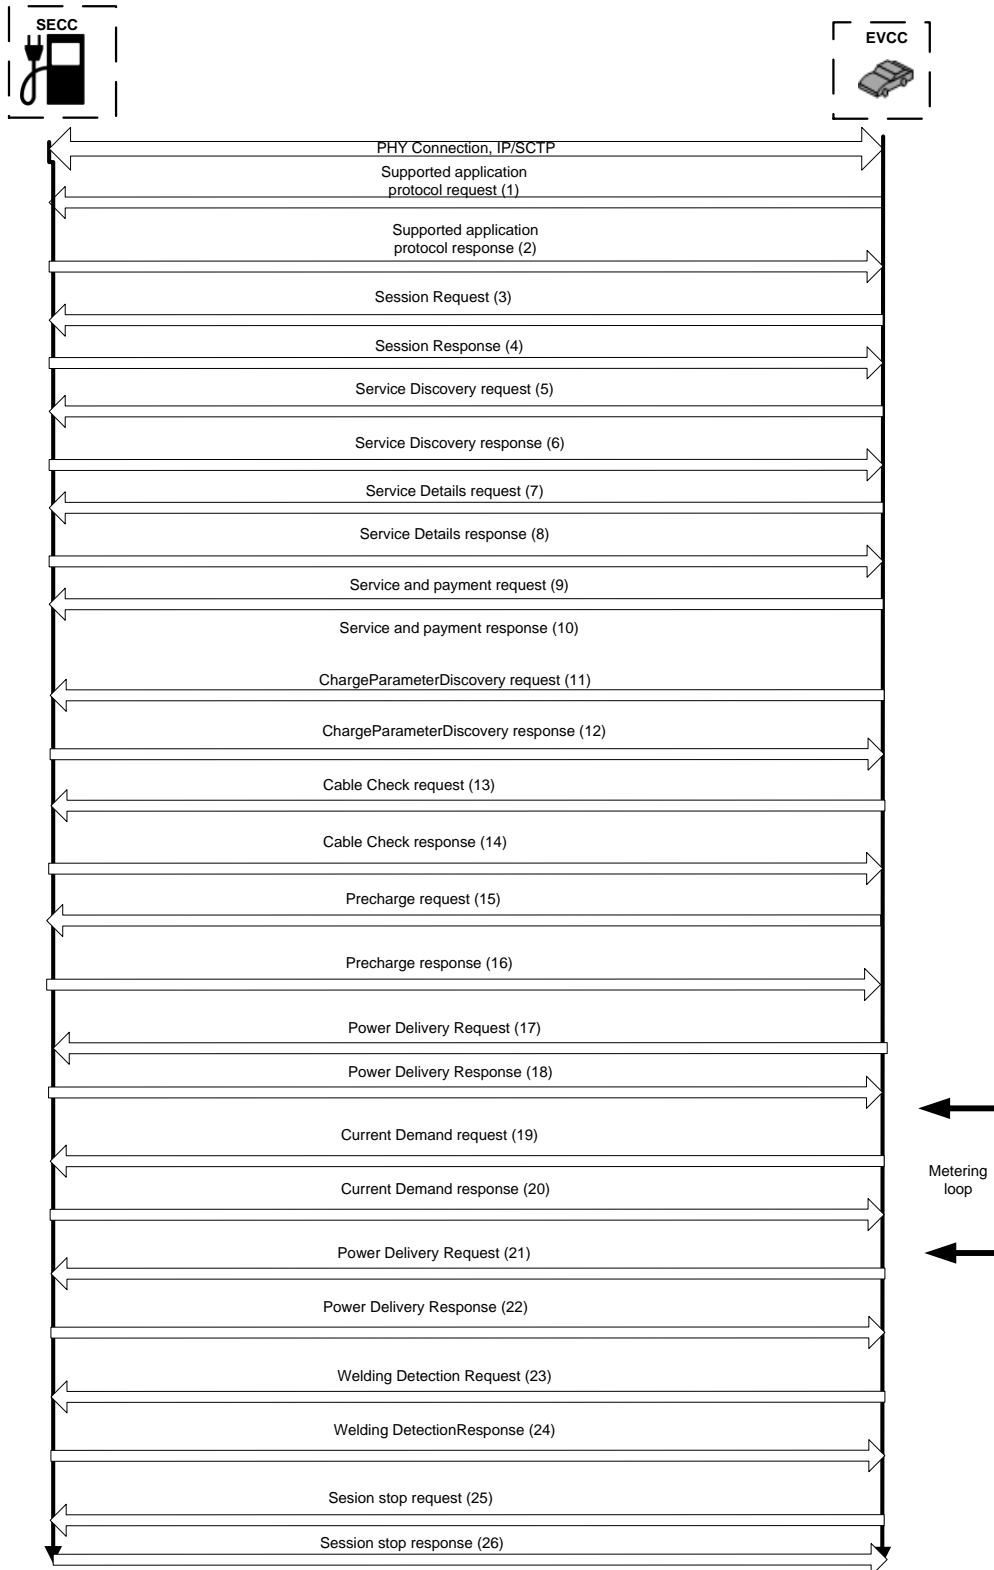 SECC
EVCC
PHY Connection, IP/SCTP
Supported application
protocol request (1)
Supported application
protocol response (2)
Session Request (3)
Session Response (4)
Service Discovery request (5)
Service Discovery response (6)
Service Details request (7)
Service Details response (8)
Service and payment request (9)
Service and payment response (10)
ChargeParameterDiscovery request (11)
ChargeParameterDiscovery response (12)
Cable Check request (13)
Cable Check response (14)
Precharge request (15)
Precharge response (16)
Power Delivery Request (17)
Power Delivery Response (18)
Current Demand request (19)
Metering
loop
Current Demand response (20)
Power Delivery Request (21)
Power Delivery Response (22)
Welding Detection Request (23)
Welding DetectionResponse (24)
Sesion stop request (25)
Session stop response (26)